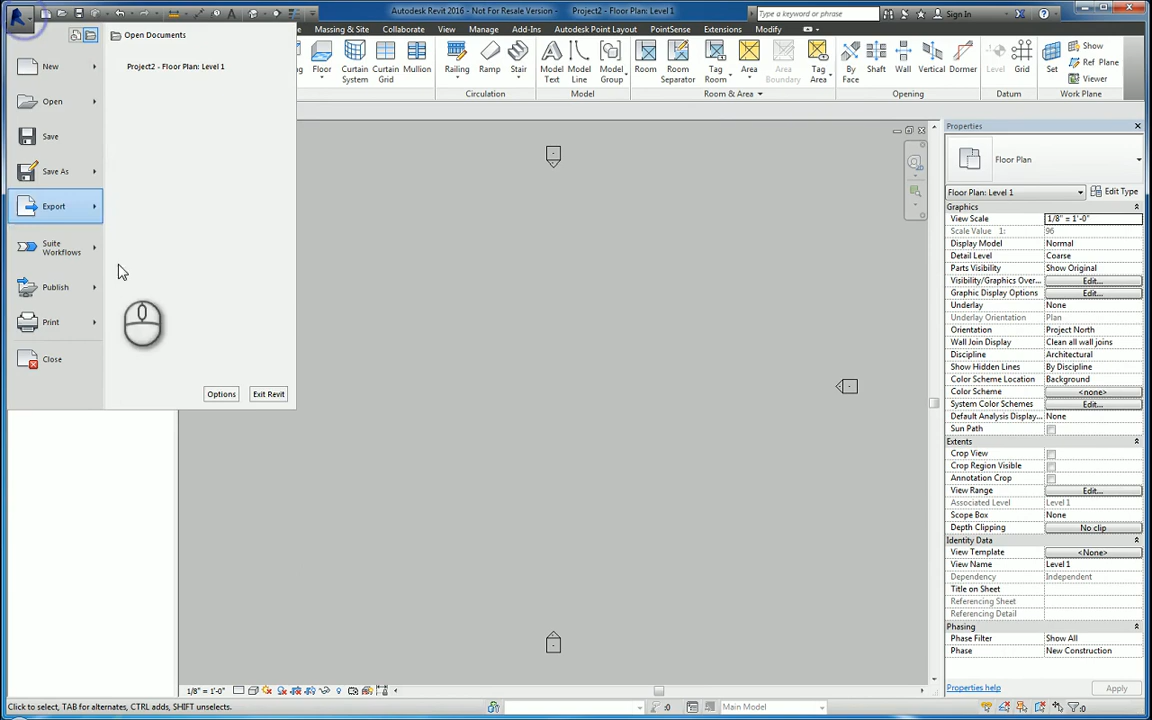 Autodesk Revit 2016 - Not For Resale Version - Project2 - Floor Plan: Level 1
Type a keyword or phrase
Sign In
Massing & Site Collaborate View Manage Add-Ins Autodesk Point Layout PointSense Extensions Modify
Open Documents
Project2 - Floor Plan: Level 1
New
Open
Save
Save As
Export
Suite
Workflows
Publish
Print
Close
Options
Exit Revit
Floor
Curtain
System
Curtain
Grid
Mullion
Railing
Ramp
Stair
Model
Text
Model
Line
Model
Group
Room
Room
Separator
Tag
Room
Area
Area
Boundary
Tag
Area
By
Face
Shaft
Wall
Vertical
Dormer
Level
Grid
Set
Show
Ref Plane
Viewer
Circulation
Model
Room & Area
Opening
Datum
Work Plane
Properties
Floor Plan
Floor Plan: Level 1
Edit Type
Graphics
View Scale 1/8" = 1'-0"
Scale Value 1: 96
Display Model Normal
Detail Level Coarse
Parts Visibility Show Original
Visibility/Graphics Over... Edit...
Graphic Display Options Edit...
Underlay None
Underlay Orientation Plan
Orientation Project North
Wall Join Display Clean all wall joins
Discipline Architectural
Show Hidden Lines By Discipline
Color Scheme Location Background
Color Scheme <none>
System Color Schemes Edit...
Default Analysis Display... None
Sun Path
Extents
Crop View
Crop Region Visible
Annotation Crop
View Range Edit...
Associated Level Level 1
Scope Box None
Depth Clipping No clip
Identity Data
View Template <None>
View Name Level 1
Dependency Independent
Title on Sheet
Referencing Sheet
Referencing Detail
Phasing
Phase Filter Show All
Phase New Construction
Properties help
Apply
1/8" = 1'-0"
Click to select, TAB for alternates, CTRL adds, SHIFT unselects.
:0
Main Model
:0